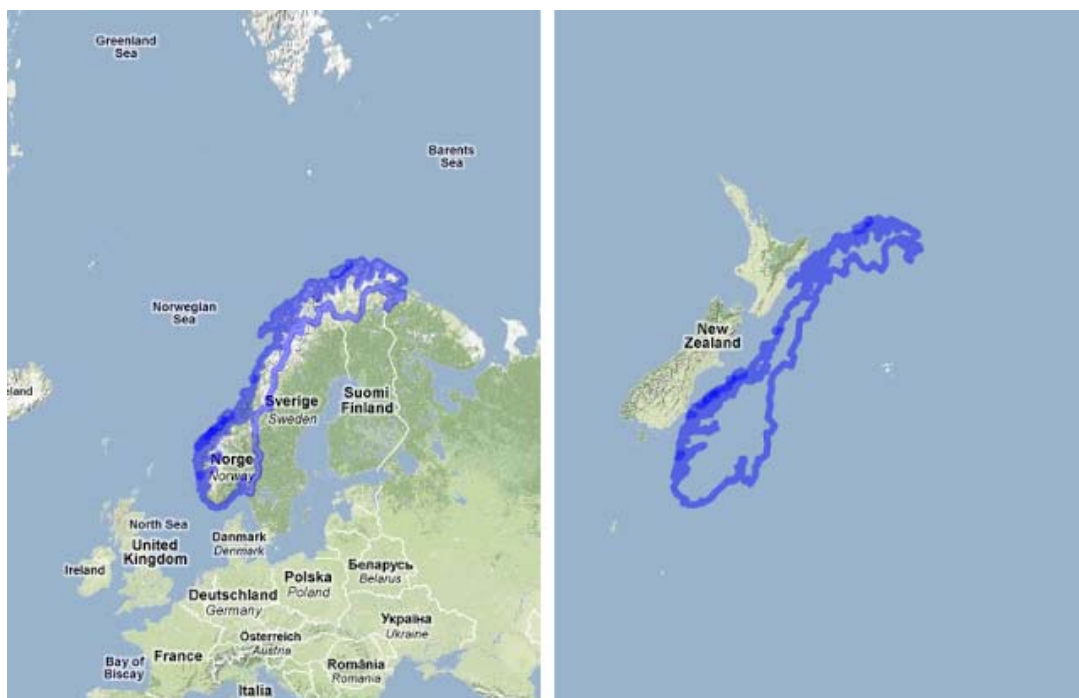 Greenland
Sea
Barents
Sea
Norwegian
Sea
eland
Suomi
Finland
Sverige
Sweden
Norge
Norway
North Sea
United
Kingdom
Ireland
Danmark
Denmark
Беларусь
Belarus
Polska
Poland
Deutschland
Germany
Україна
Ukraine
Österreich
Austria
France
Bay of
Biscay
România
Romania
Italia
New
Zealand